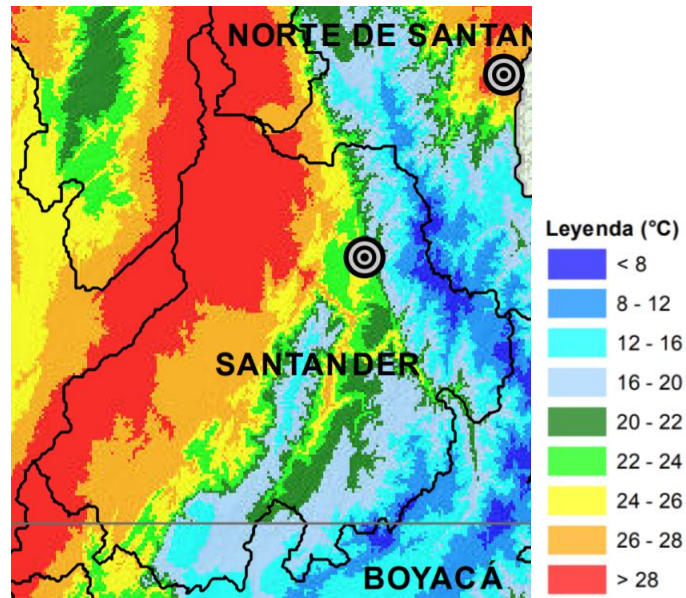 NORTE DE SANTAN
SANTANDER
BOYACÁ
Leyenda (°C)
< 8
8 - 12
12 - 16
16 - 20
20 - 22
22 - 24
24 - 26
26 - 28
> 28